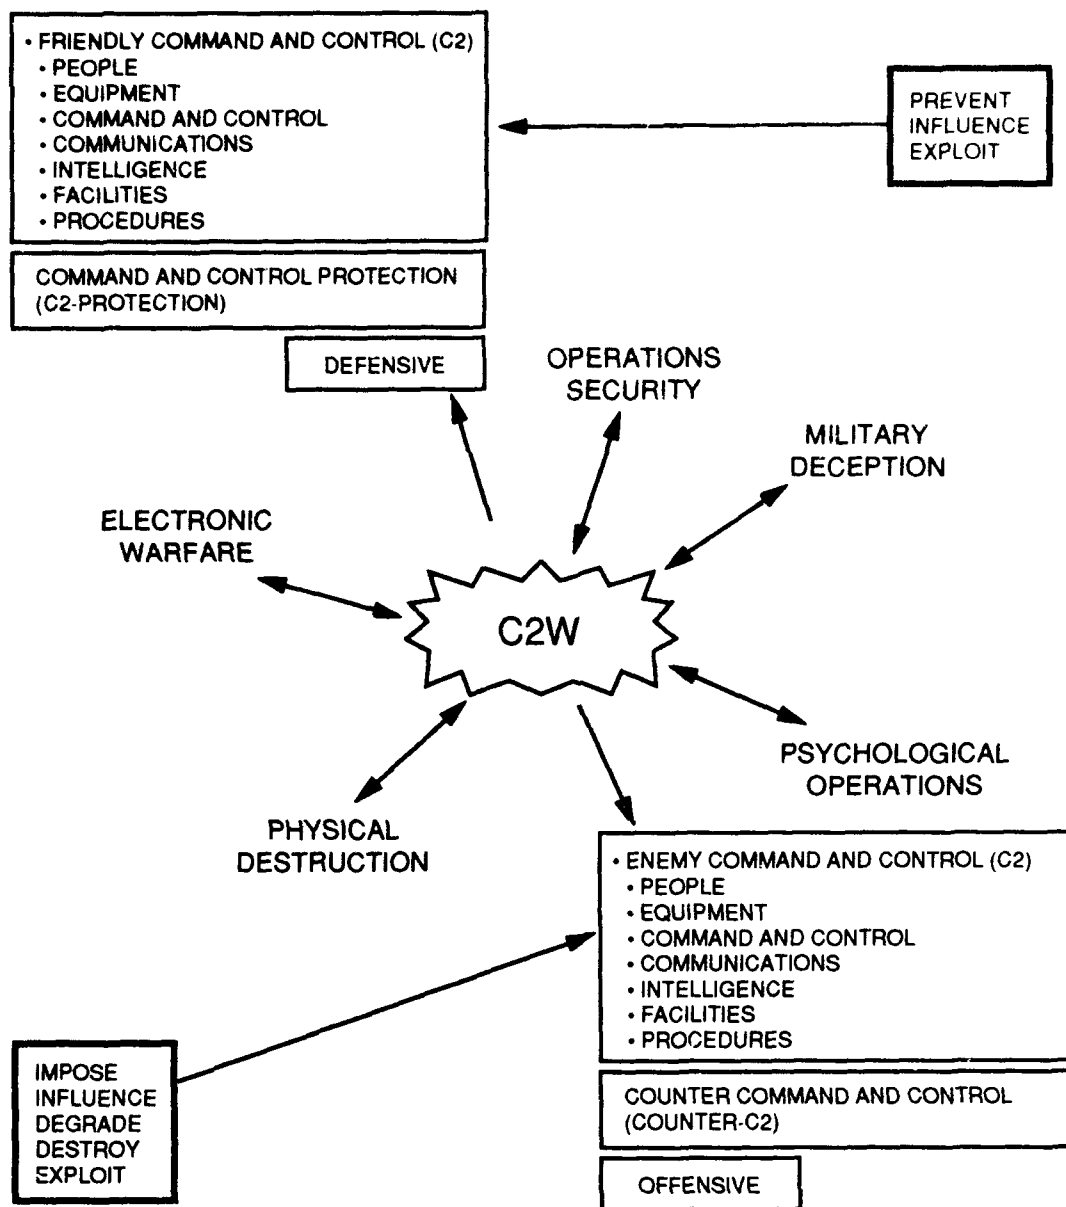 • FRIENDLY COMMAND AND CONTROL (C2)
• PEOPLE
• EQUIPMENT
• COMMAND AND CONTROL
• COMMUNICATIONS
• INTELLIGENCE
• FACILITIES
• PROCEDURES
PREVENT
INFLUENCE
EXPLOIT
COMMAND AND CONTROL PROTECTION
(C2-PROTECTION)
DEFENSIVE
OPERATIONS
SECURITY
MILITARY
DECEPTION
ELECTRONIC
WARFARE
C2W
PSYCHOLOGICAL
OPERATIONS
PHYSICAL
DESTRUCTION
• ENEMY COMMAND AND CONTROL (C2)
• PEOPLE
• EQUIPMENT
• COMMAND AND CONTROL
• COMMUNICATIONS
• INTELLIGENCE
• FACILITIES
• PROCEDURES
IMPOSE
INFLUENCE
DEGRADE
DESTROY
EXPLOIT
COUNTER COMMAND AND CONTROL
(COUNTER-C2)
OFFENSIVE